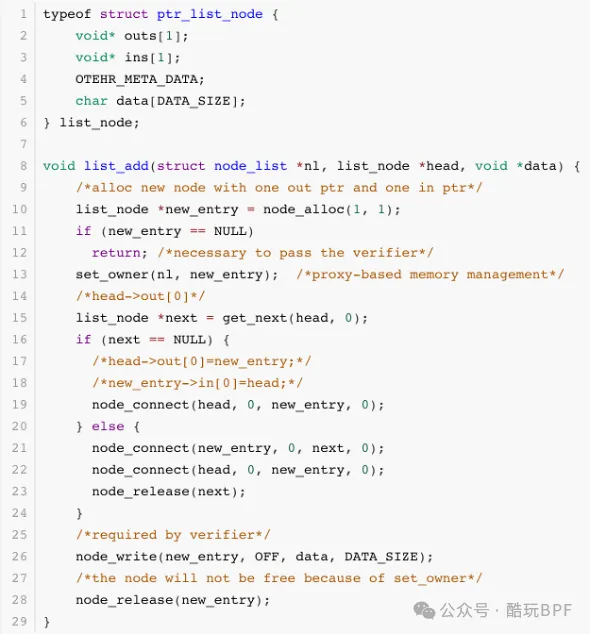 1 typeof struct ptr_list_node {
2     void* outs[1];
3     void* ins[1];
4     OTEHR_META_DATA;
5     char data[DATA_SIZE];
6 } list_node;
7
8 void list_add(struct node_list *nl, list_node *head, void *data) {
9     /*alloc new node with one out ptr and one in ptr*/
10     list_node *new_entry = node_alloc(1, 1);
11     if (new_entry == NULL)
12       return; /*necessary to pass the verifier*/
13     set_owner(nl, new_entry);  /*proxy-based memory management*/
14     /*head->out[0]*/
15     list_node *next = get_next(head, 0);
16     if (next == NULL) {
17       /*head->out[0]=new_entry;*/
18       /*new_entry->in[0]=head;*/
19       node_connect(head, 0, new_entry, 0);
20     } else {
21       node_connect(new_entry, 0, next, 0);
22       node_connect(head, 0, new_entry, 0);
23       node_release(next);
24     }
25     /*required by verifier*/
26     node_write(new_entry, OFF, data, DATA_SIZE);
27     /*the node will not be free because of set_owner*/
28     node_release(new_entry);
29 }
公众号 · 酷玩BPF